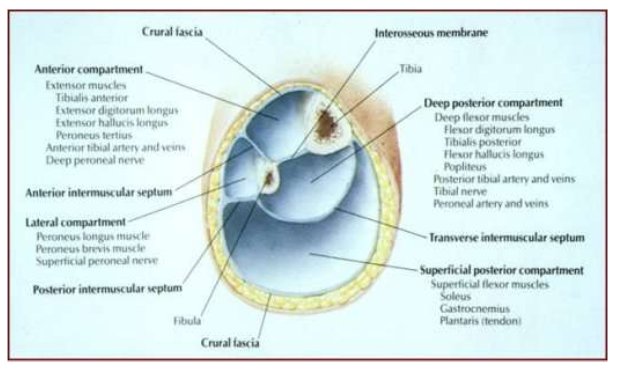 Crural fascia
Interosseous membrane
Anterior compartment
Extensor muscles
Tibialis anterior
Extensor digitorum longus
Extensor hallucis longus
Peroneus tertius
Anterior tibial artery and veins
Deep peroneal nerve
Tibia
Deep posterior compartment
Deep flexor muscles
Flexor digitorum longus
Tibialis posterior
Flexor hallucis longus
Popliteus
Posterior tibial artery and veins
Tibial nerve
Peroneal artery and veins
Anterior intermuscular septum
Lateral compartment
Peroneus longus muscle
Peroneus brevis muscle
Superficial peroneal nerve
Transverse intermuscular septum
Superficial posterior compartment
Superficial flexor muscles
Soleus
Gastrocnemius
Plantaris (tendon)
Posterior intermuscular septum
Fibula
Crural fascia